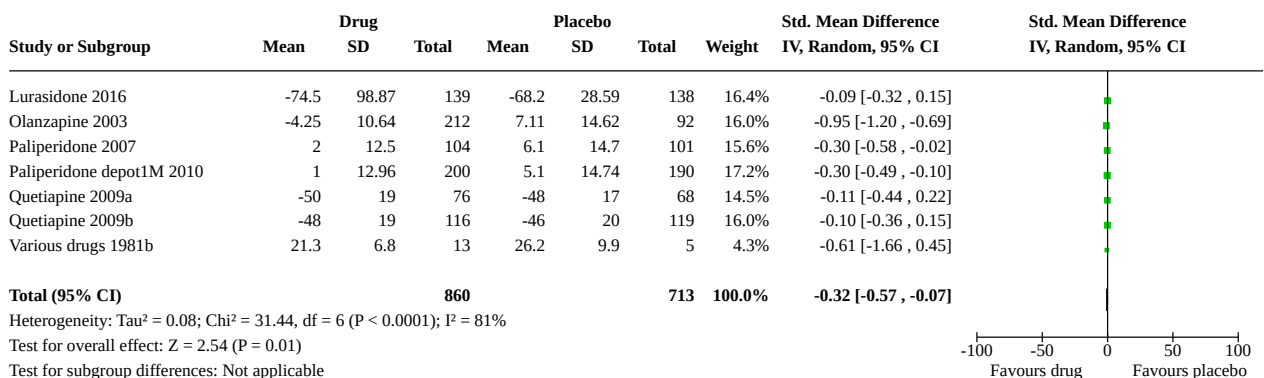 Drug Placebo Std. Mean Difference Std. Mean Difference
Study or Subgroup Mean SD Total Mean SD Total Weight IV, Random, 95% CI IV, Random, 95% CI
Lurasidone 2016 -74.5 98.87 139 -68.2 28.59 138 16.4% -0.09 [-0.32 , 0.15]
Olanzapine 2003 -4.25 10.64 212 7.11 14.62 92 16.0% -0.95 [-1.20 , -0.69]
Paliperidone 2007 2 12.5 104 6.1 14.7 101 15.6% -0.30 [-0.58 , -0.02]
Paliperidone depot1M 2010 1 12.96 200 5.1 14.74 190 17.2% -0.30 [-0.49 , -0.10]
Quetiapine 2009a -50 19 76 -48 17 68 14.5% -0.11 [-0.44 , 0.22]
Quetiapine 2009b -48 19 116 -46 20 119 16.0% -0.10 [-0.36 , 0.15]
Various drugs 1981b 21.3 6.8 13 26.2 9.9 5 4.3% -0.61 [-1.66 , 0.45]
Total (95% CI) 860 713 100.0% -0.32 [-0.57 , -0.07]
Heterogeneity: Tau² = 0.08; Chi² = 31.44, df = 6 (P < 0.0001); I² = 81%
Test for overall effect: Z = 2.54 (P = 0.01)
-100 -50 0 50 100
Test for subgroup differences: Not applicable Favours drug Favours placebo